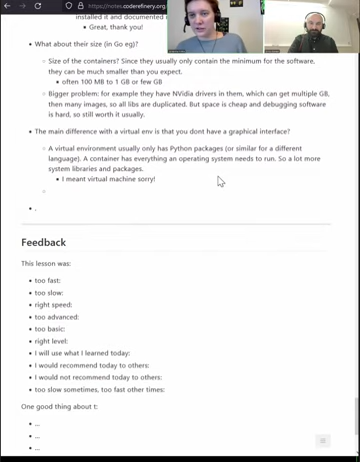 https://notes.coderefinery.org
installed it and documented i
Great, thank you!
What about their size (in Go eg)
Size of the containers? Since they usually only contain the minimum for the software,
they can be much smaller than you expect.
often 100 MB to 1 GB or few GB
Bigger problem: for example they have NVidia drivers in them, which can get multiple GB,
then many images, so all libs are duplicated. But space is cheap and debugging software
is hard, so still worth it usually.
The main difference with a virtual env is that you dont have a graphical interface?
A virtual environment usually only has Python packages (or similar for a different
language). A container has everything an operating system needs to run. So a lot more
system libraries and packages.
I meant virtual machine sorry!
.
Feedback
This lesson was:
too fast:
too slow:
right speed:
too advanced:
too basic:
right level:
I will use what I learned today:
I would recommend today to others:
I would not recommend today to others:
too slow sometimes, too fast other times:
One good thing about t:
...
...
...